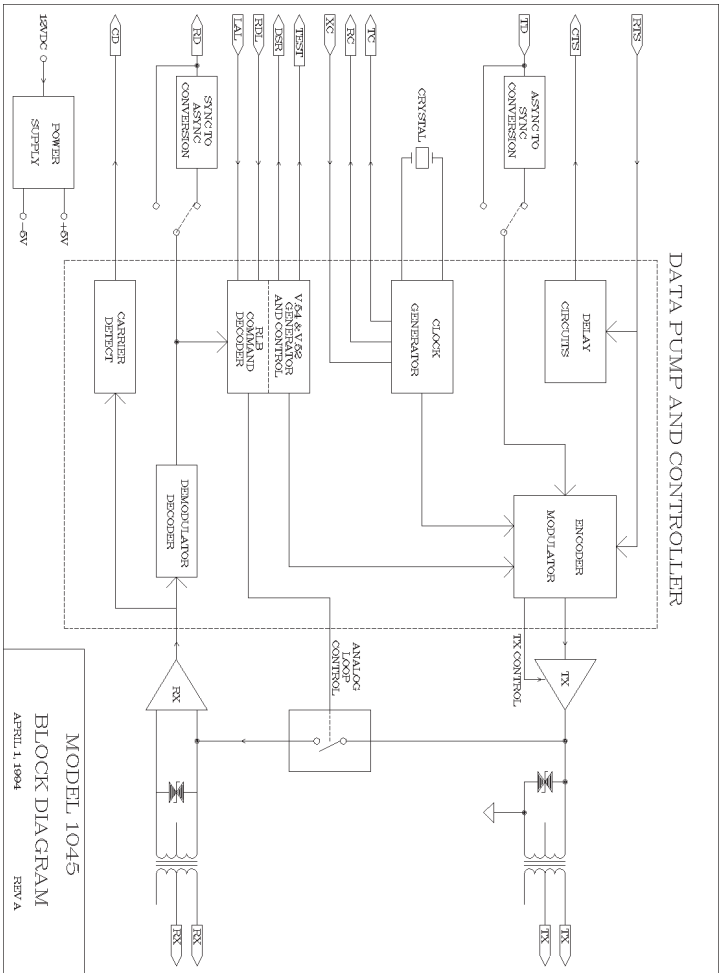 DATA PUMP AND CONTROLLER
RTS
CTS
DELAY
CIRCUITS
TD
ASYNC TO
SYNC
CONVERSION
ENCODER
MODULATOR
TX CONTROL
TX
TX
TX
CRYSTAL
CLOCK
GENERATOR
TC
RC
XC
ANALOG
LOOP
CONTROL
TEST
DSR
RDL
LAL
V.54 & V.52
GENERATOR
AND CONTROL
RLB
COMMAND
DECODER
RD
SYNC TO
ASYNC
CONVERSION
DEMODULATOR
DECODER
RX
RX
RX
CD
CARRIER
DETECT
12VDC
POWER
SUPPLY
+5V
-5V
MODEL 1045
BLOCK DIAGRAM
APRIL 1, 1994
REV A